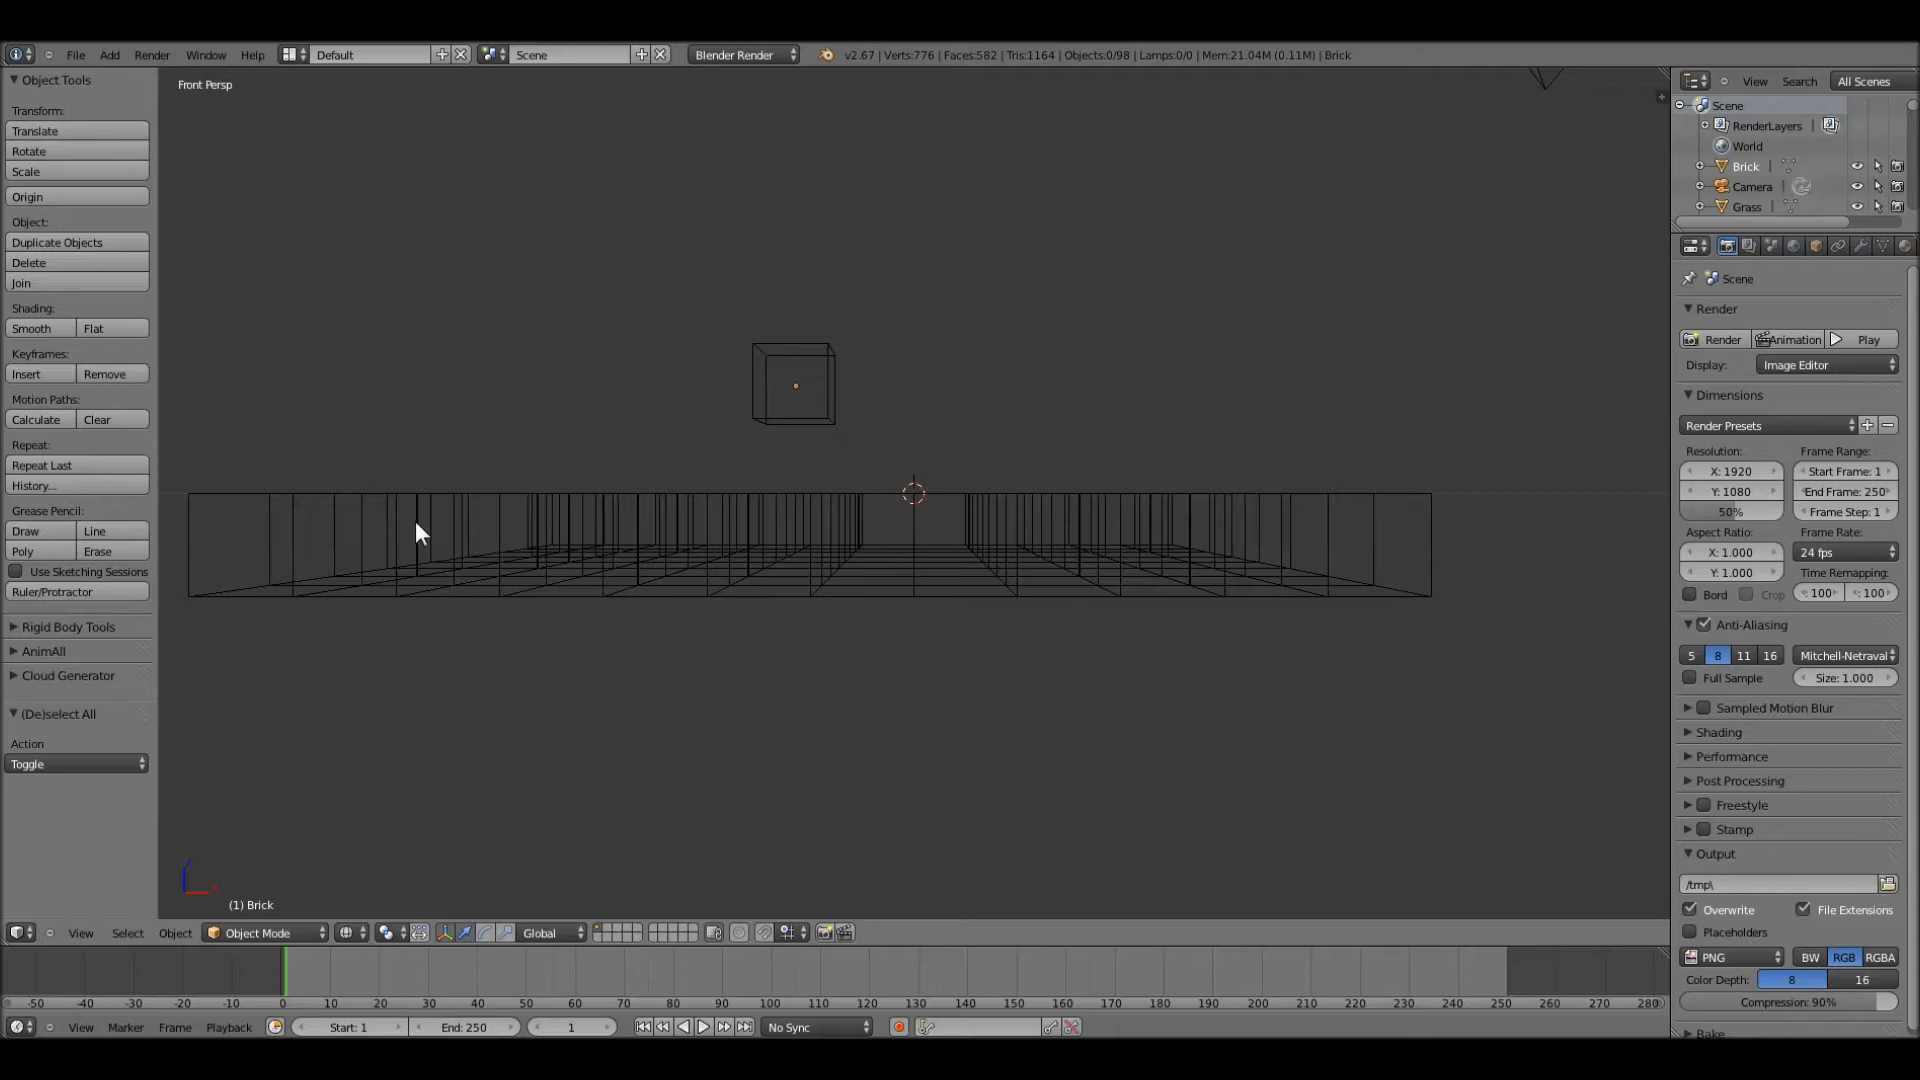 File Add Render Window Help Default Scene Blender Render v2.67 | Verts:776 | Faces:582 | Tris:1164 | Objects:0/98 | Lamps:0/0 | Mem:21.04M (0.11M) | Brick
Object Tools
Transform:
Translate
Rotate
Scale
Origin
Object:
Duplicate Objects
Delete
Join
Shading:
Smooth Flat
Keyframes:
Insert Remove
Motion Paths:
Calculate Clear
Repeat:
Repeat Last
History...
Grease Pencil:
Draw Line
Poly Erase
Use Sketching Sessions
Ruler/Protractor
Rigid Body Tools
AnimAll
Cloud Generator
(De)select All
Action
Toggle
Front Persp
(1) Brick
View Select Object Object Mode Global
-50 -40 -30 -20 -10 0 10 20 30 40 50 60 70 80 90 100 110 120 130 140 150 160 170 180 190 200 210 220 230 240 250 260 270 280
View Marker Frame Playback Start: 1 End: 250 1 No Sync
View Search All Scenes
Scene
RenderLayers |
World
Brick |
Camera |
Grass |
Scene
Render
Render Animation Play
Display: Image Editor
Dimensions
Render Presets
Resolution: Frame Range:
X: 1920 Start Frame: 1
Y: 1080 End Frame: 250
50% Frame Step: 1
Aspect Ratio: Frame Rate:
X: 1.000 24 fps
Y: 1.000 Time Remapping:
Bord Crop : 100 : 100
Anti-Aliasing
5 8 11 16 Mitchell-Netraval
Full Sample Size: 1.000
Sampled Motion Blur
Shading
Performance
Post Processing
Freestyle
Stamp
Output
/tmp\
Overwrite File Extensions
Placeholders
PNG BW RGB RGBA
Color Depth: 8 16
Compression: 90%
Bake